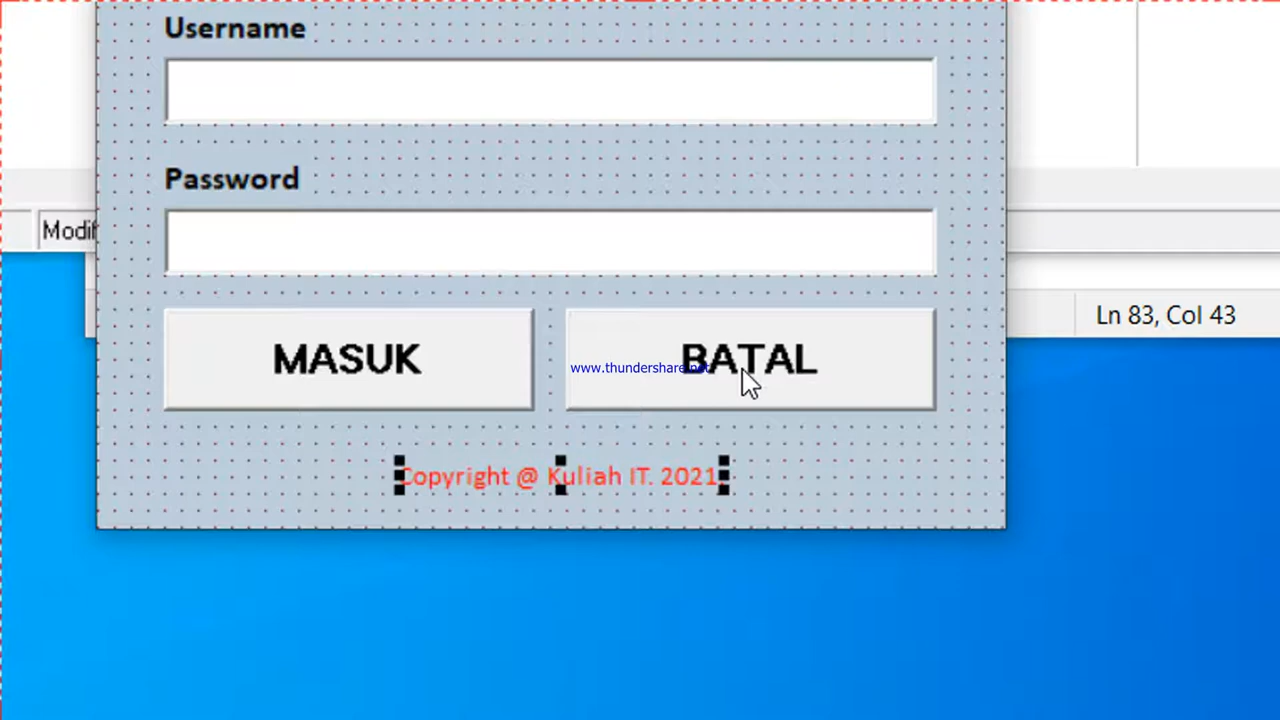 Username
Password
Modif
Ln 83, Col 43
MASUK
BATAL
www.thundershare.net
Copyright @ Kuliah IT. 2021